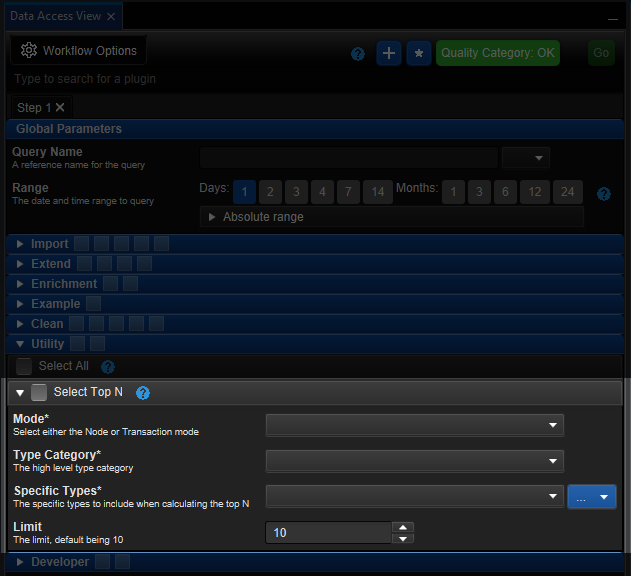 Data Access View
Workflow Options
Quality Category: OK
Go
Type to search for a plugin
Step 1
Global Parameters
Query Name
A reference name for the query
Range
The date and time range to query
Days: 1 2 3 4 7 14 Months: 1 3 6 12 24
Absolute range
Import
Extend
Enrichment
Example
Clean
Utility
Select All
Select Top N
Mode*
Select either the Node or Transaction mode
Type Category*
The high level type category
Specific Types*
The specific types to include when calculating the top N
...
Limit
The limit, default being 10
10
Developer